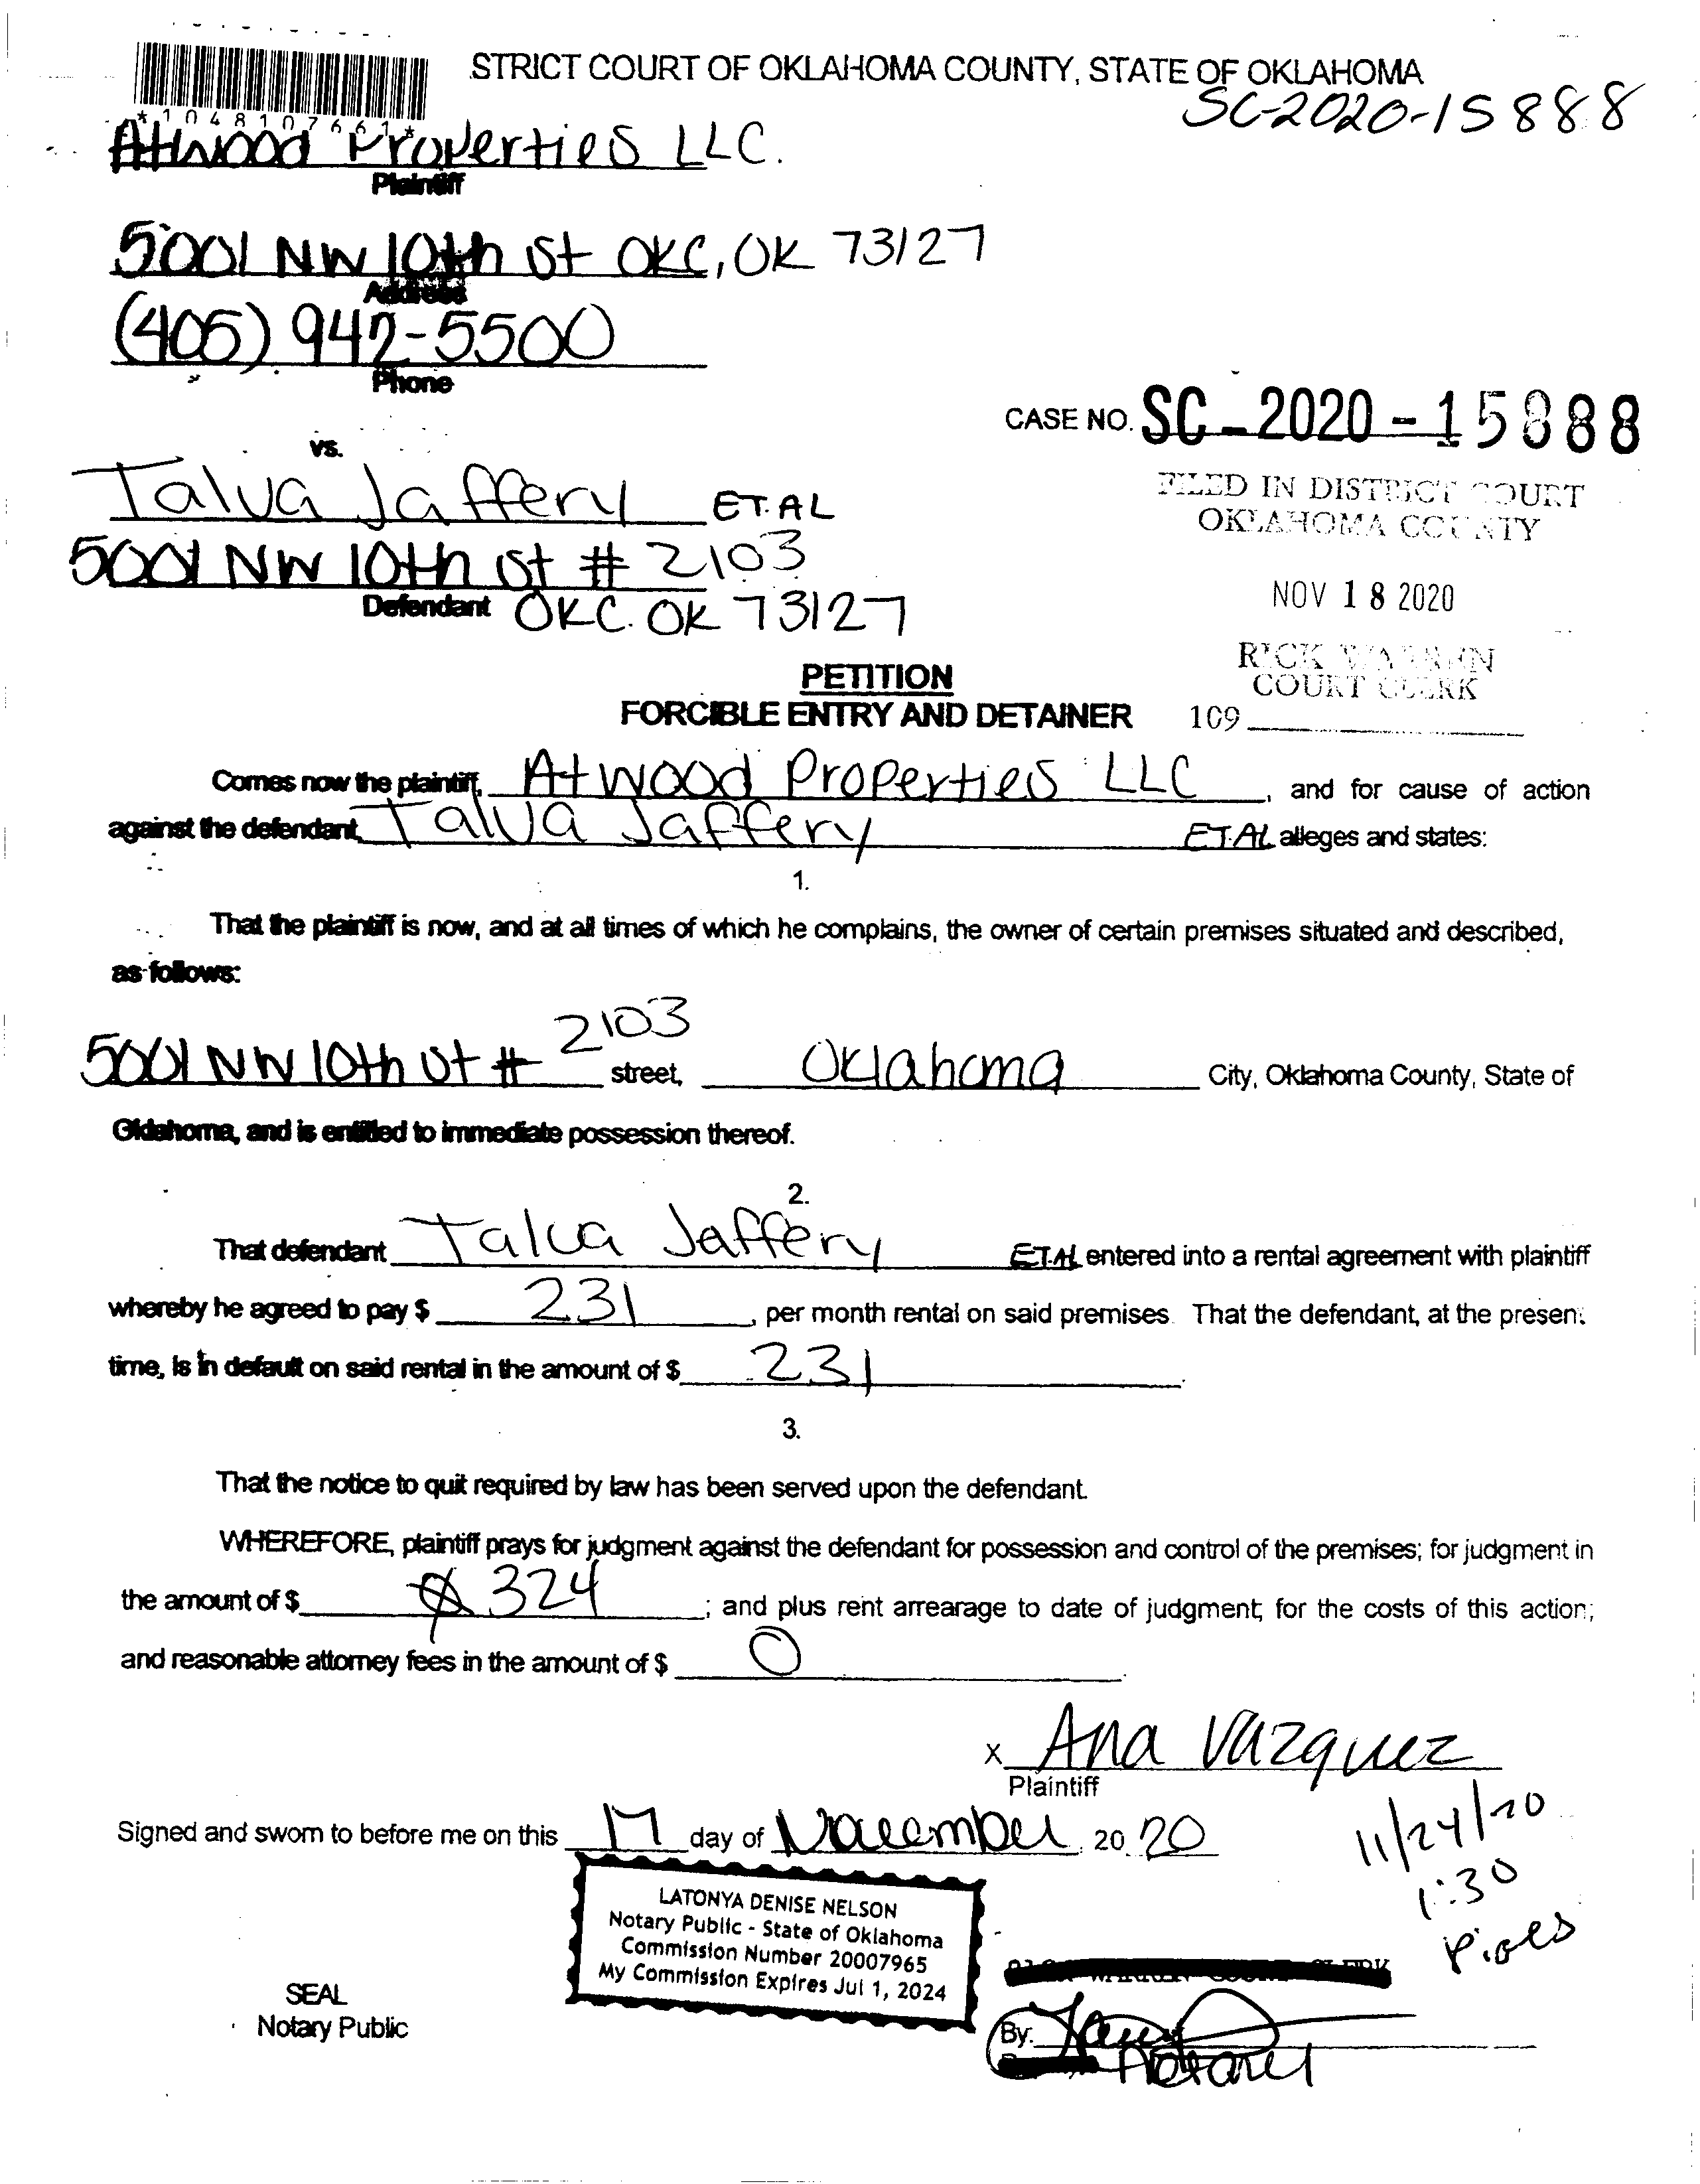 STRICT COURT OF OKLAHOMA COUNTY, STATE OF OKLAHOMA
SC-2020-15888
*1048107661*
Atwood Properties LLC.
Plaintiff
5001 NW 10th St OKC, OK 73127
Address
(405) 942-5500
Phone
CASE NO. SC-2020-15888
vs.
FILED IN DISTRICT COURT
OKLAHOMA COUNTY
Talva Jaffery ET.AL
5001 NW 10th St # 2103
Defendant OKC. OK 73127
NOV 18 2020
RICK WARREN
COURT CLERK
109
PETITION
FORCIBLE ENTRY AND DETAINER
Comes now the plaintiff, Atwood Properties LLC, and for cause of action
against the defendant, Talva Jaffery ET.AL alleges and states:
1.
That the plaintiff is now, and at all times of which he complains, the owner of certain premises situated and described,
as follows:
5001 NW 10th St # 2103 street, Oklahoma City, Oklahoma County, State of
Oklahoma, and is entitled to immediate possession thereof.
2.
That defendant Talva Jaffery ET.AL entered into a rental agreement with plaintiff
whereby he agreed to pay $ 231, per month rental on said premises. That the defendant, at the present
time, is in default on said rental in the amount of $ 231.
3.
That the notice to quit required by law has been served upon the defendant.
WHEREFORE, plaintiff prays for judgment against the defendant for possession and control of the premises; for judgment in
the amount of $ 324; and plus rent arrearage to date of judgment; for the costs of this action;
and reasonable attorney fees in the amount of $ 0.
x Ana Vazquez
Plaintiff
Signed and sworn to before me on this 17 day of November, 2020
11/24/20
1:30
LATONYA DENISE NELSON
Notary Public - State of Oklahoma
Commission Number 20007965
My Commission Expires Jul 1, 2024
SEAL
Notary Public
By:
Notary